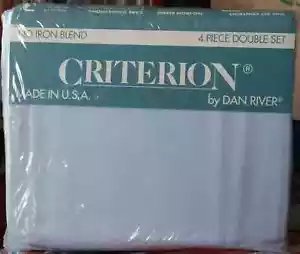 NO IRON BLEND
4 PIECE DOUBLE SET
CRITERION®
MADE IN U.S.A.
by DAN RIVER®